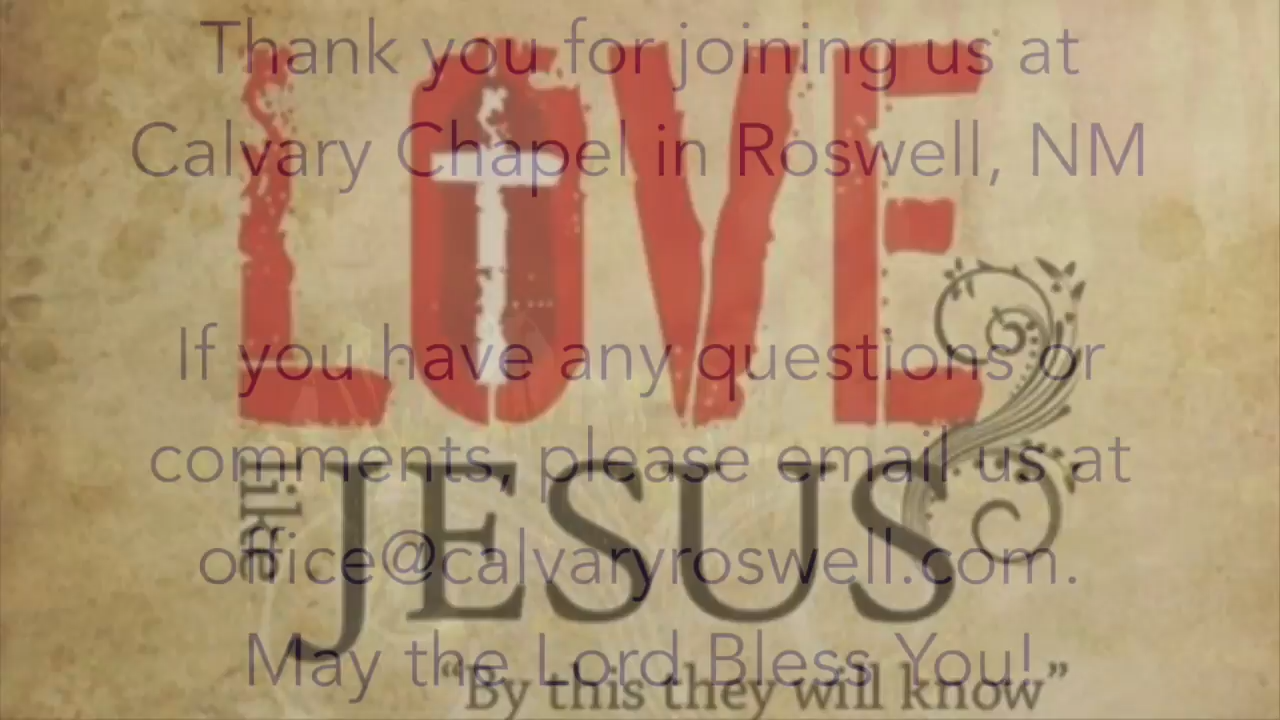 Thank you for joining us at
Calvary Chapel in Roswell, NM
LOVE
If you have any questions or
comments, please email us at
like
JESUS
office@calvaryroswell.com.
May the Lord Bless You!
“By this they will know”